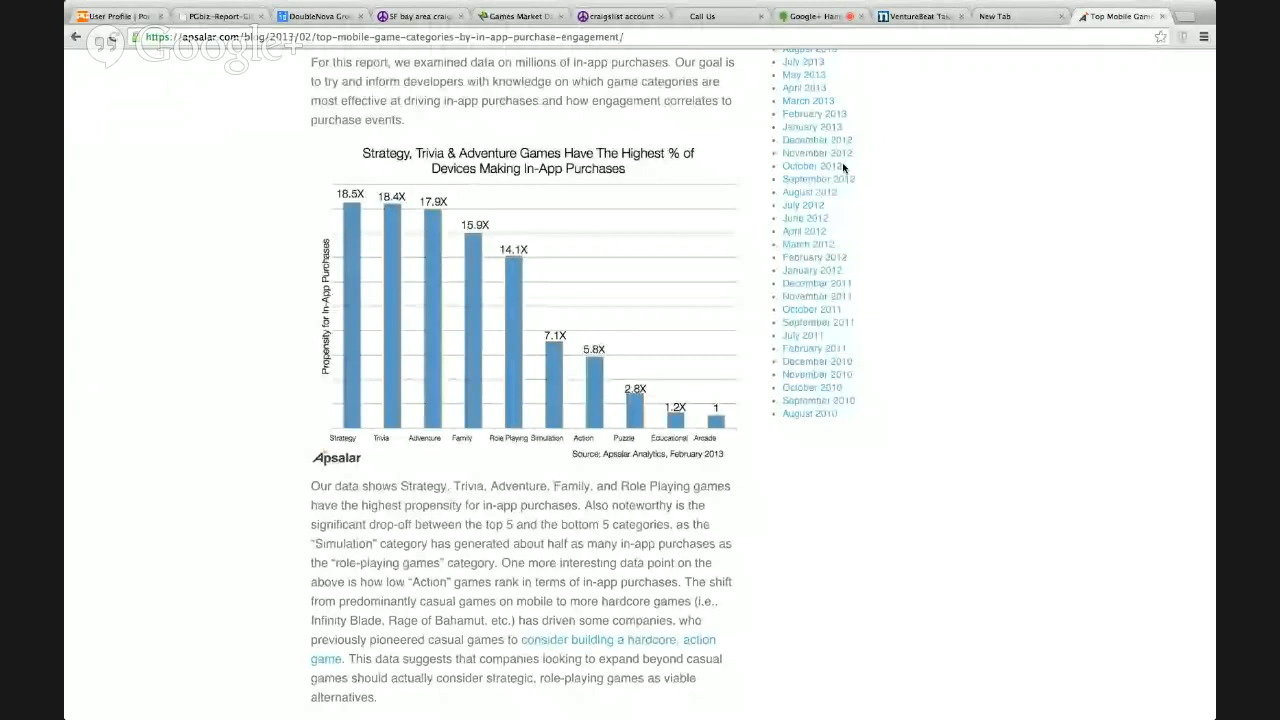 User Profile | Por
PGbiz-Report-Gl
DoubleNova Gro
SF bay area craig
Games Market Da
craigslist account
Call Us
Google+ Han
VentureBeat Tal
New Tab
Top Mobile Game
https://apsalar.com/blog/2013/02/top-mobile-game-categories-by-in-app-purchase-engagement/
Google+
For this report, we examined data on millions of in-app purchases. Our goal is
to try and inform developers with knowledge on which game categories are
most effective at driving in-app purchases and how engagement correlates to
purchase events.
Strategy, Trivia & Adventure Games Have The Highest % of
Devices Making In-App Purchases
Propensity for In-App Purchases
18.5X
18.4X
17.9X
15.9X
14.1X
7.1X
5.8X
2.8X
1.2X
1
Strategy
Trivia
Adventure
Family
Role Playing
Simulation
Action
Puzzle
Educational
Arcade
Apsalar
Source: Apsalar Analytics, February 2013
Our data shows Strategy, Trivia, Adventure, Family, and Role Playing games
have the highest propensity for in-app purchases. Also noteworthy is the
significant drop-off between the top 5 and the bottom 5 categories, as the
"Simulation" category has generated about half as many in-app purchases as
the "role-playing games" category. One more interesting data point on the
above is how low "Action" games rank in terms of in-app purchases. The shift
from predominantly casual games on mobile to more hardcore games (i.e.,
Infinity Blade, Rage of Bahamut, etc.) has driven some companies, who
previously pioneered casual games to consider building a hardcore, action
game. This data suggests that companies looking to expand beyond casual
games should actually consider strategic, role-playing games as viable
alternatives.
August 2013
July 2013
May 2013
April 2013
March 2013
February 2013
January 2013
December 2012
November 2012
October 2012
September 2012
August 2012
July 2012
June 2012
April 2012
March 2012
February 2012
January 2012
December 2011
November 2011
October 2011
September 2011
July 2011
February 2011
December 2010
November 2010
October 2010
September 2010
August 2010